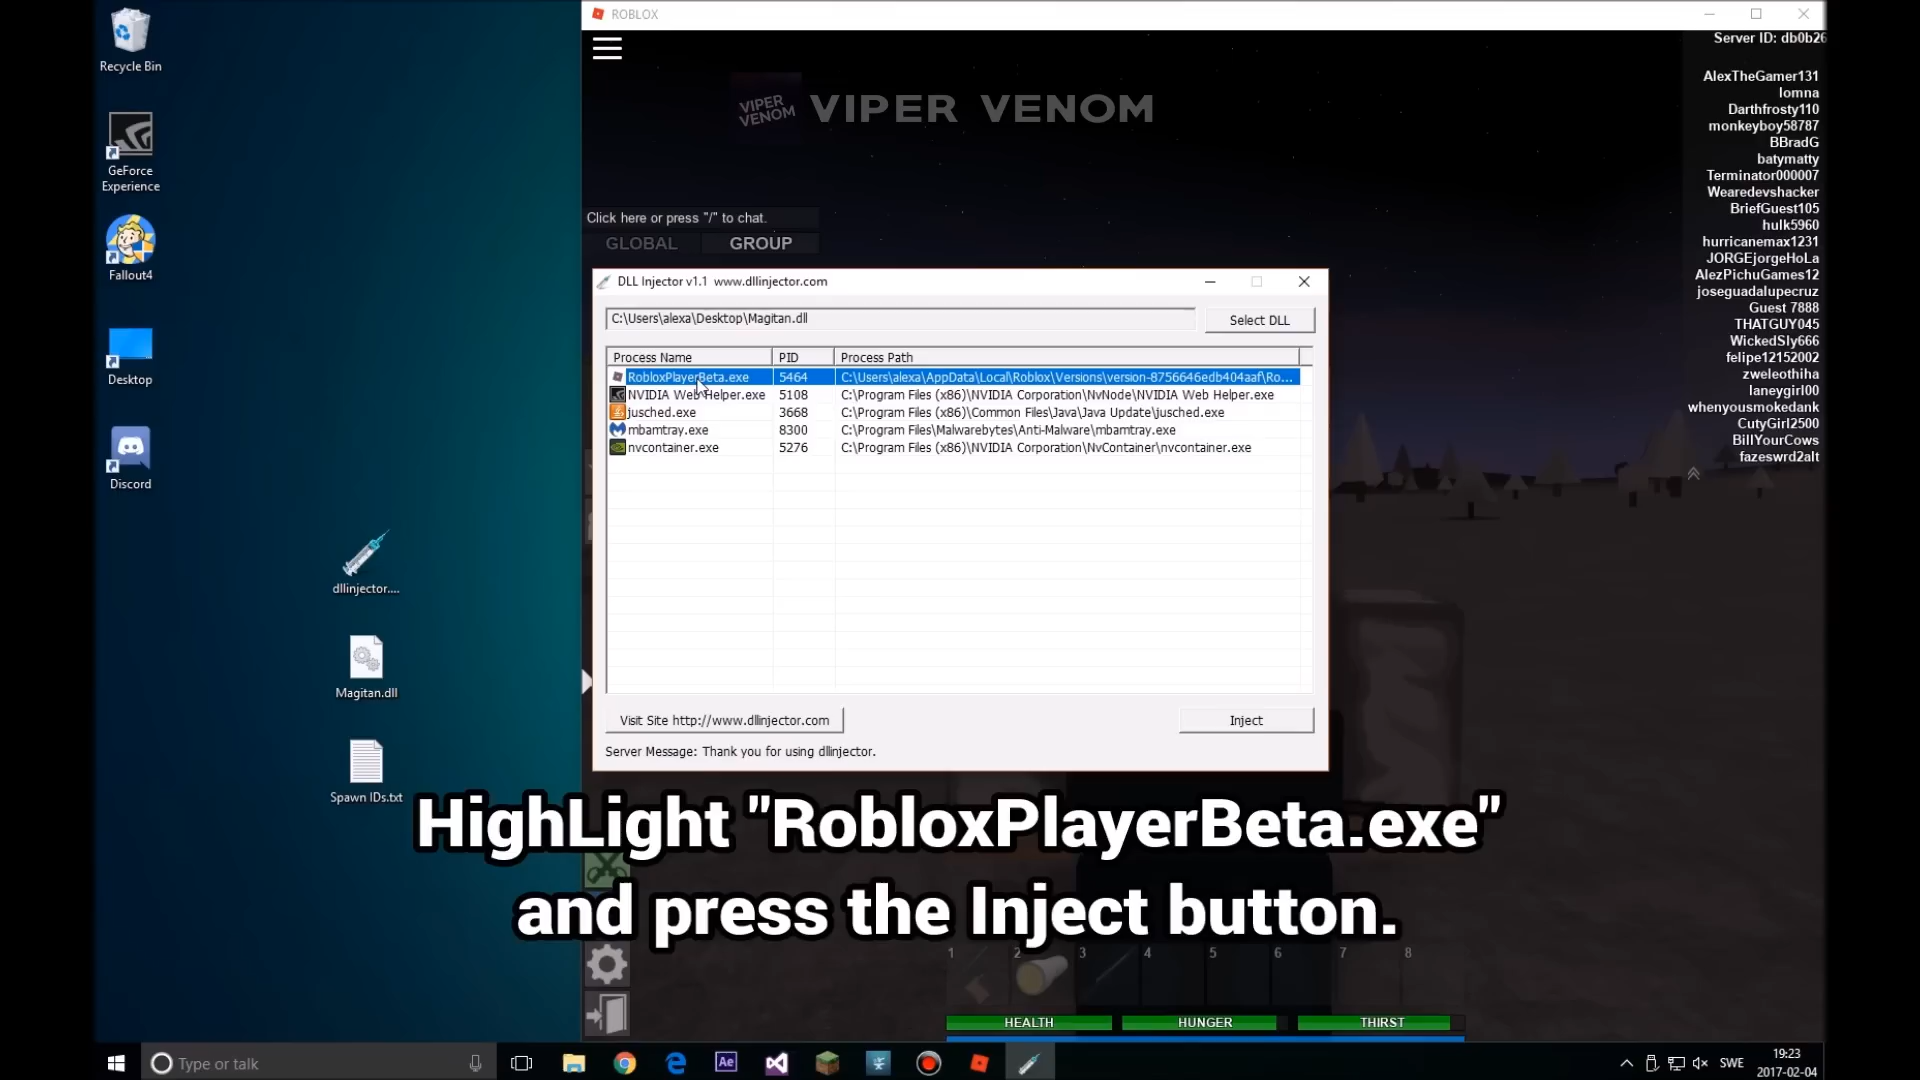 Recycle Bin
GeForce
Experience
Fallout4
Desktop
Discord
dllinjector....
Magitan.dll
Spawn IDs.txt
ROBLOX
Server ID: db0b26
VIPER
VENOM
VIPER VENOM
AlexTheGamer131
lomna
Darthfrosty110
monkeyboy58787
BBradG
batymatty
Terminator000007
Wearedevshacker
BriefGuest105
hulk5960
hurricanemax1231
JORGEjorgeHoLa
AlezPichuGames12
joseguadalupecruz
Guest 7888
THATGUY045
WickedSly666
felipe12152002
zweleothiha
laneygirl00
whenyousmokedank
CutyGirl2500
BillYourCows
fazeswrd2alt
Click here or press "/" to chat.
GLOBAL GROUP
DLL Injector v1.1 www.dllinjector.com
C:\Users\alexa\Desktop\Magitan.dll Select DLL
Process Name PID Process Path
RobloxPlayerBeta.exe 5464 C:\Users\alexa\AppData\Local\Roblox\Versions\version-8756646edb404aaf\Ro...
NVIDIA Web Helper.exe 5108 C:\Program Files (x86)\NVIDIA Corporation\NvNode\NVIDIA Web Helper.exe
jusched.exe 3668 C:\Program Files (x86)\Common Files\Java\Java Update\jusched.exe
mbamtray.exe 8300 C:\Program Files\Malwarebytes\Anti-Malware\mbamtray.exe
nvcontainer.exe 5276 C:\Program Files (x86)\NVIDIA Corporation\NvContainer\nvcontainer.exe
Visit Site http://www.dllinjector.com Inject
Server Message: Thank you for using dllinjector.
HighLight "RobloxPlayerBeta.exe"
and press the Inject button.
1 2 3 4 5 6 7 8
HEALTH HUNGER THIRST
Type or talk
Ae
SWE
19:23
2017-02-04